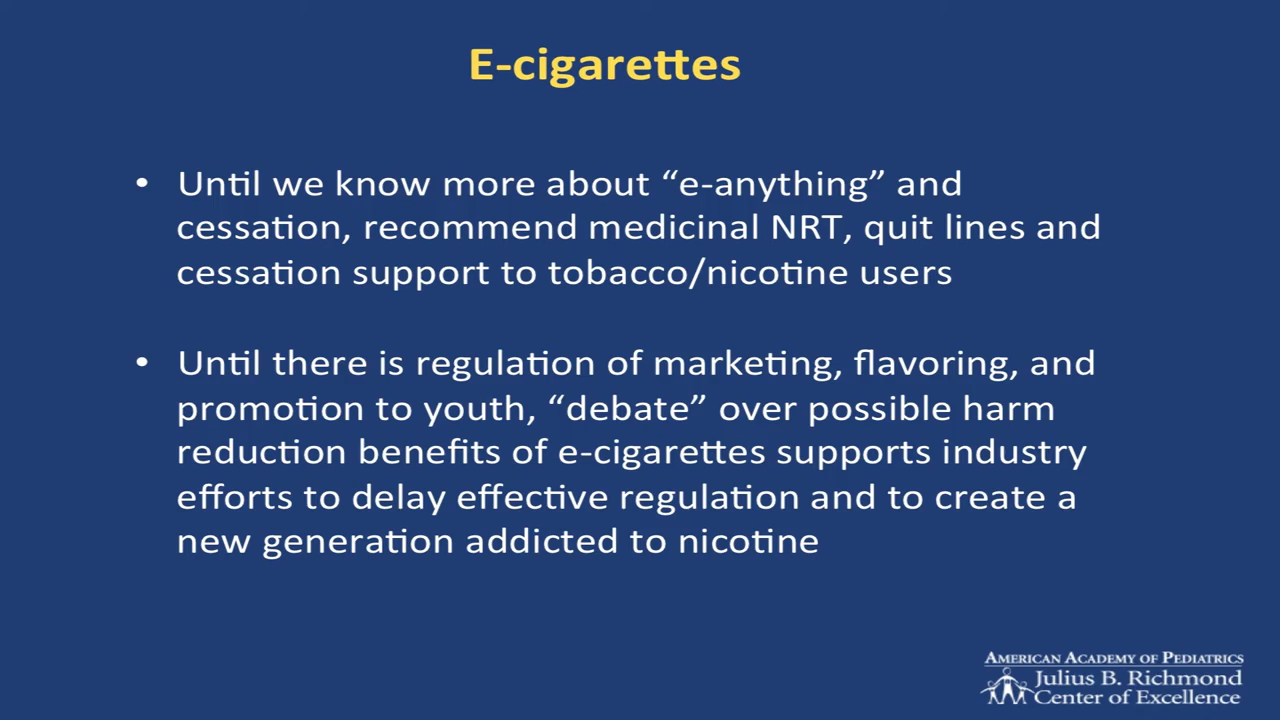 E-cigarettes
• Until we know more about “e-anything” and
cessation, recommend medicinal NRT, quit lines and
cessation support to tobacco/nicotine users
• Until there is regulation of marketing, flavoring, and
promotion to youth, “debate” over possible harm
reduction benefits of e-cigarettes supports industry
efforts to delay effective regulation and to create a
new generation addicted to nicotine
AMERICAN ACADEMY OF PEDIATRICS
Julius B. Richmond
Center of Excellence